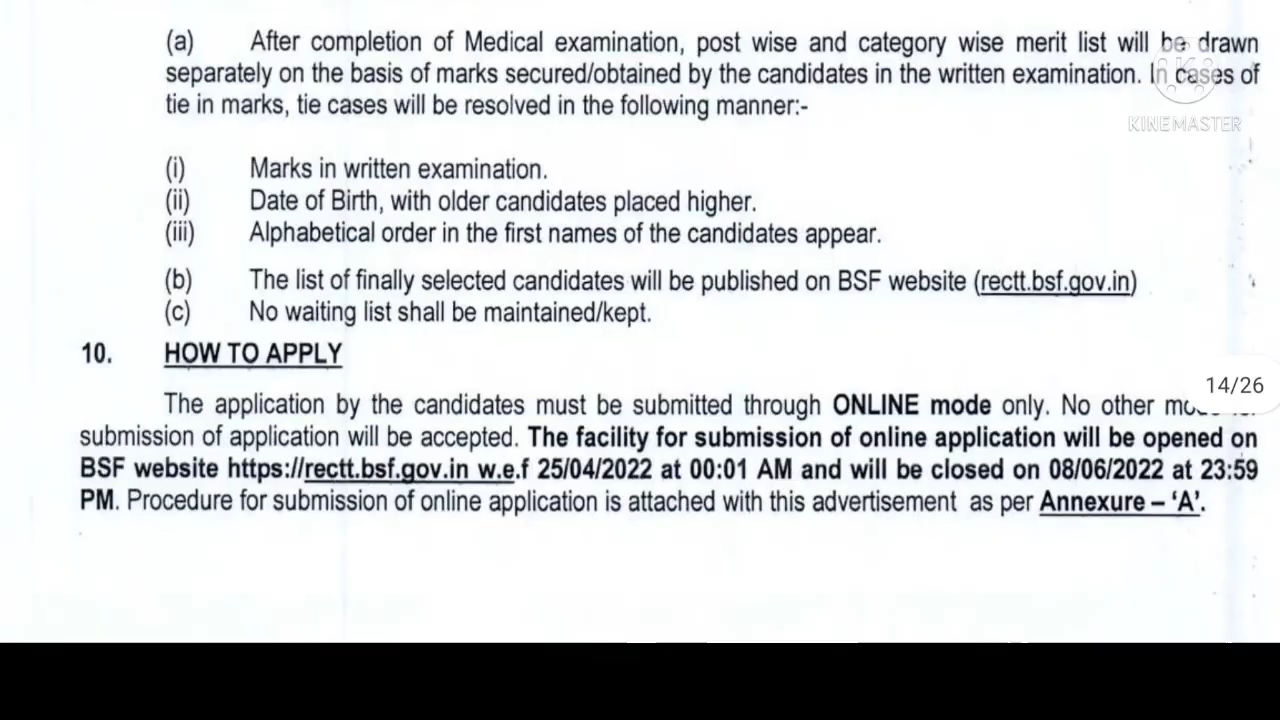 (a) After completion of Medical examination, post wise and category wise merit list will be drawn
separately on the basis of marks secured/obtained by the candidates in the written examination. In cases of
tie in marks, tie cases will be resolved in the following manner:-
KINEMASTER
(i) Marks in written examination.
(ii) Date of Birth, with older candidates placed higher.
(iii) Alphabetical order in the first names of the candidates appear.
(b) The list of finally selected candidates will be published on BSF website (rectt.bsf.gov.in)
(c) No waiting list shall be maintained/kept.
10. HOW TO APPLY
14/26
The application by the candidates must be submitted through ONLINE mode only. No other
submission of application will be accepted. The facility for submission of online application will be opened on
BSF website https://rectt.bsf.gov.in w.e.f 25/04/2022 at 00:01 AM and will be closed on 08/06/2022 at 23:59
PM. Procedure for submission of online application is attached with this advertisement as per Annexure – 'A'.